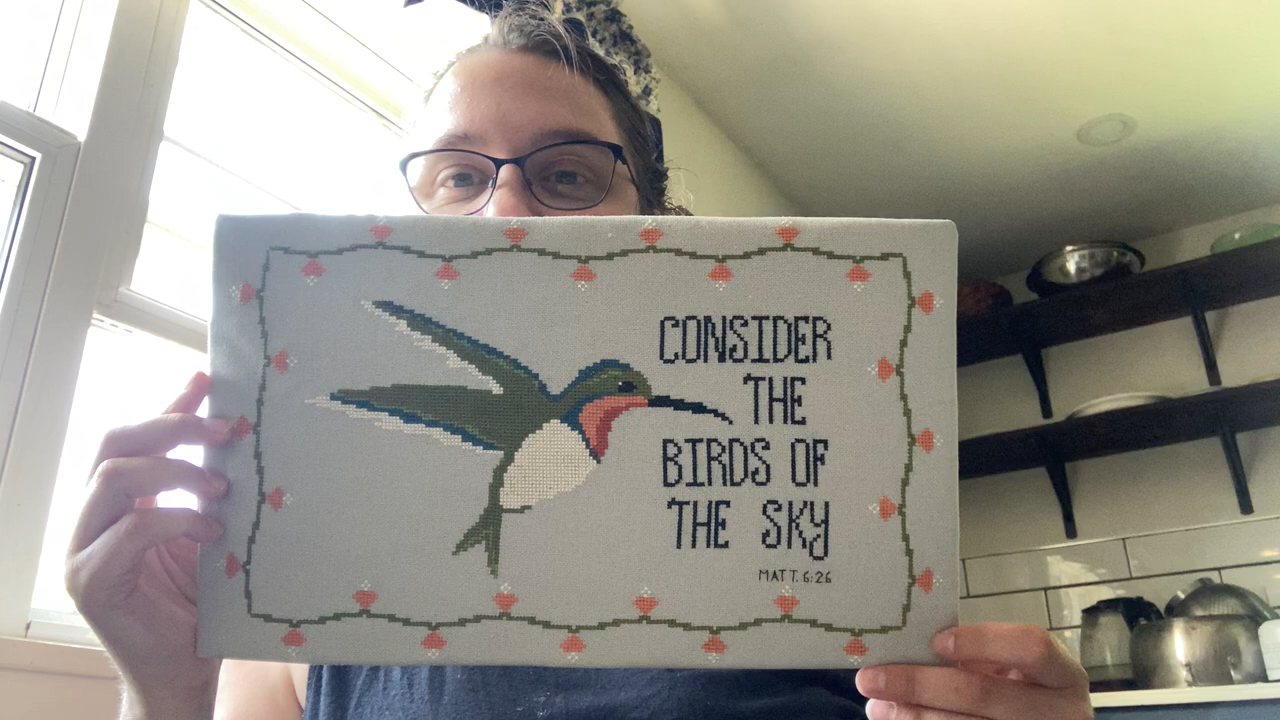 CONSIDER
THE
BIRDS OF
THE SKY
MATT. 6:26